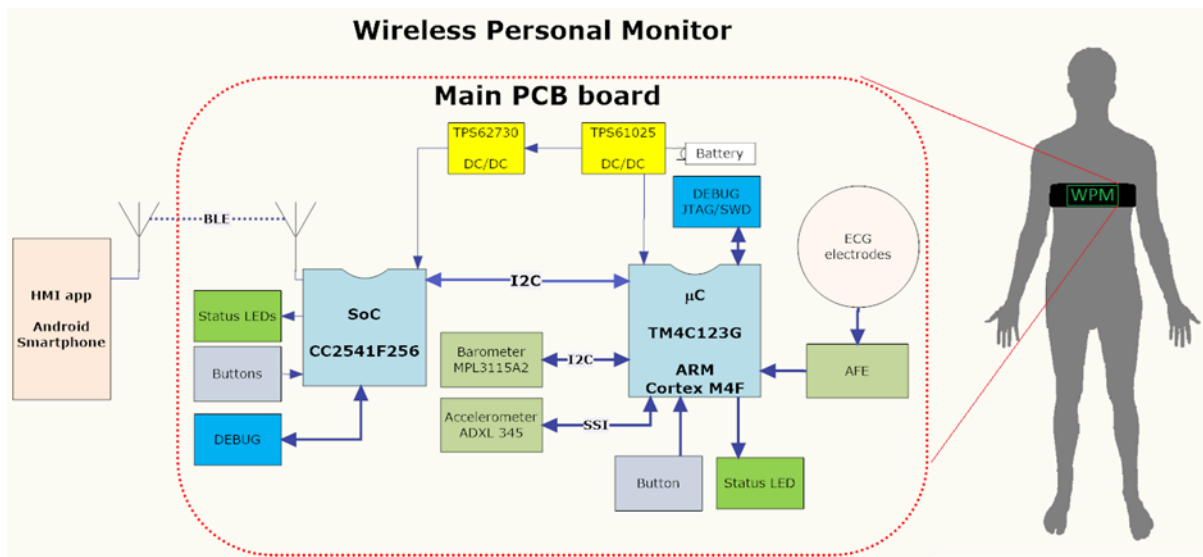 Wireless Personal Monitor
Main PCB board
TPS62730
DC/DC
TPS61025
DC/DC
Battery
DEBUG
JTAG/SWD
WPM
ECG
electrodes
BLE
HMI app
Android
Smartphone
Status LEDs
Buttons
DEBUG
SoC
CC2541F256
I2C
μC
TM4C123G
ARM
Cortex M4F
Barometer
MPL3115A2
I2C
Accelerometer
ADXL 345
SSI
AFE
Button
Status LED